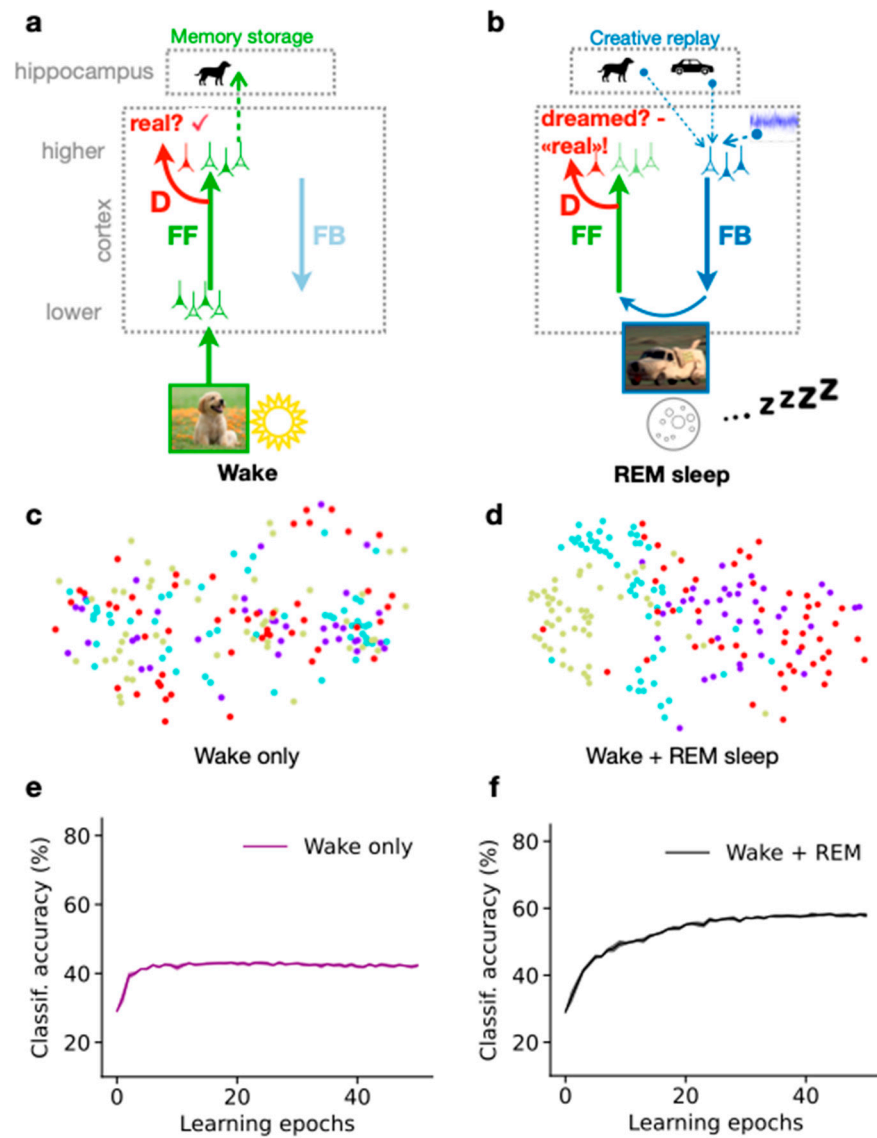 a
Memory storage
hippocampus
real? ✓
higher
D
FF
FB
cortex
lower
Wake
b
Creative replay
dreamed? -
«real»!
D
FF
FB
... z z z z
REM sleep
c
Wake only
d
Wake + REM sleep
e
Classif. accuracy (%)
80
60
40
20
Wake only
0
20
40
Learning epochs
f
Classif. accuracy (%)
80
60
40
20
Wake + REM
0
20
40
Learning epochs